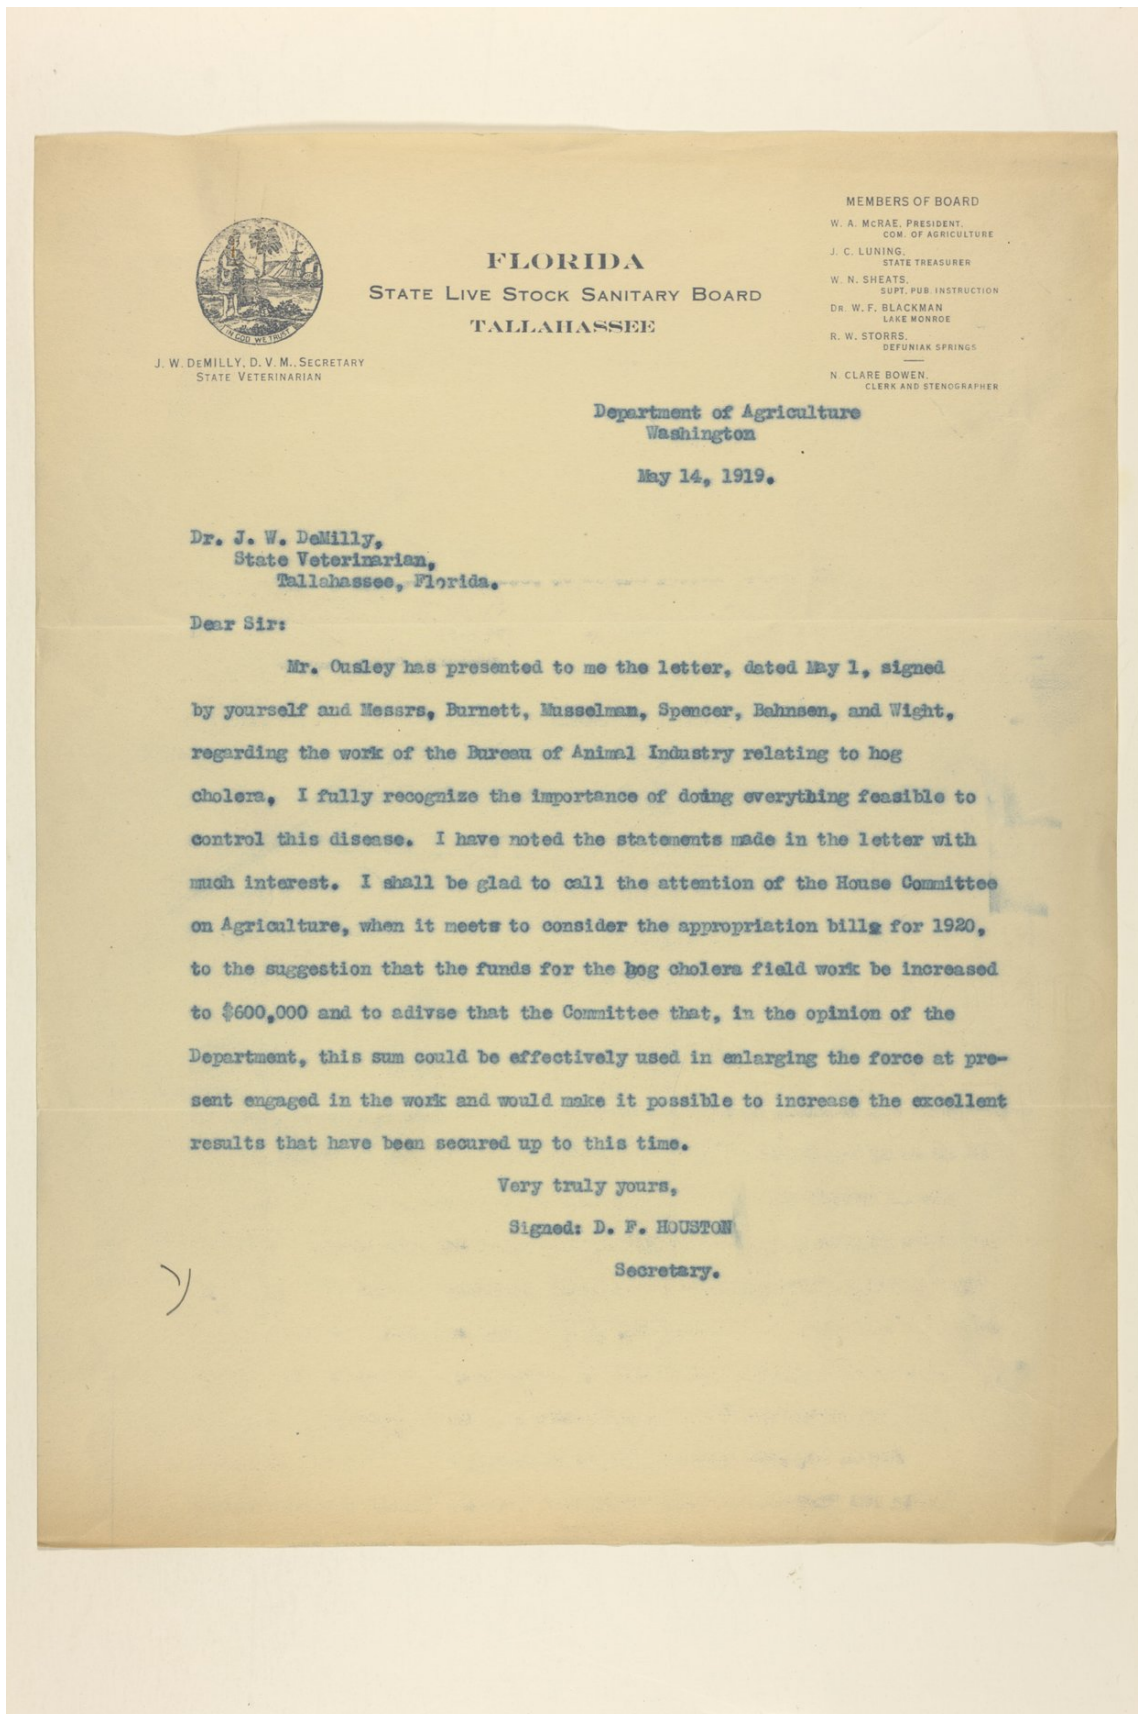 MEMBERS OF BOARD
W. A. McRAE, PRESIDENT,
COM. OF AGRICULTURE
J. C. LUNING,
STATE TREASURER
W. N. SHEATS,
SUPT. PUB. INSTRUCTION
DR. W. F. BLACKMAN
LAKE MONROE
R. W. STORRS,
DEFUNIAK SPRINGS
N. CLARE BOWEN,
CLERK AND STENOGRAPHER
FLORIDA
STATE LIVE STOCK SANITARY BOARD
TALLAHASSEE
IN GOD WE TRUST
J. W. DEMILLY, D. V. M., SECRETARY
STATE VETERINARIAN
Department of Agriculture
Washington
May 14, 1919.
Dr. J. W. DeMilly,
State Veterinarian,
Tallahassee, Florida.
Dear Sir:
Mr. Ousley has presented to me the letter, dated May 1, signed
by yourself and Messrs, Burnett, Musselman, Spencer, Bahnsen, and Wight,
regarding the work of the Bureau of Animal Industry relating to hog
cholera, I fully recognize the importance of doing everything feasible to
control this disease. I have noted the statements made in the letter with
much interest. I shall be glad to call the attention of the House Committee
on Agriculture, when it meets to consider the appropriation bills for 1920,
to the suggestion that the funds for the hog cholera field work be increased
to $600,000 and to adivse that the Committee that, in the opinion of the
Department, this sum could be effectively used in enlarging the force at pre-
sent engaged in the work and would make it possible to increase the excellent
results that have been secured up to this time.
Very truly yours,
Signed: D. F. HOUSTON
Secretary.